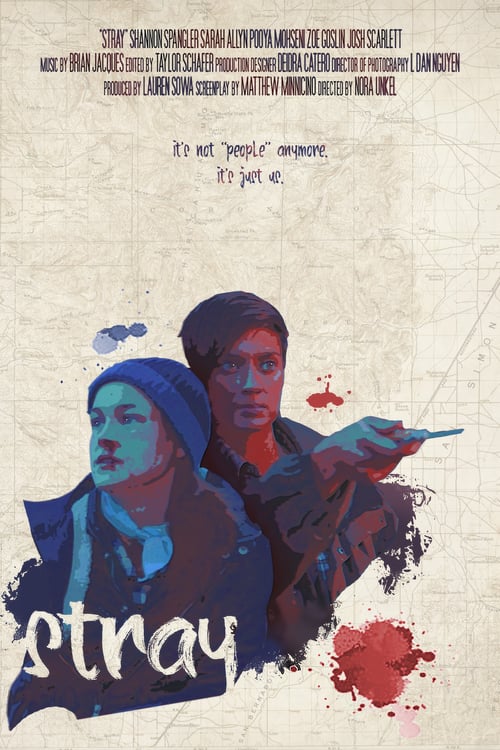 "STRAY" SHANNON SPANGLER SARAH ALLYN POOYA MOHSENI ZOE GOSLIN JOSH SCARLETT
MUSIC BY BRIAN JACQUES EDITED BY TAYLOR SCHAFER PRODUCTION DESIGNER DEIDRA CATERO DIRECTOR OF PHOTOGRAPHY L DAN NGUYEN
PRODUCED BY LAUREN SOWA SCREENPLAY BY MATTHEW MINNICINO DIRECTED BY NORA UNKEL
it's not "people" anymore.
it's just us.
stray